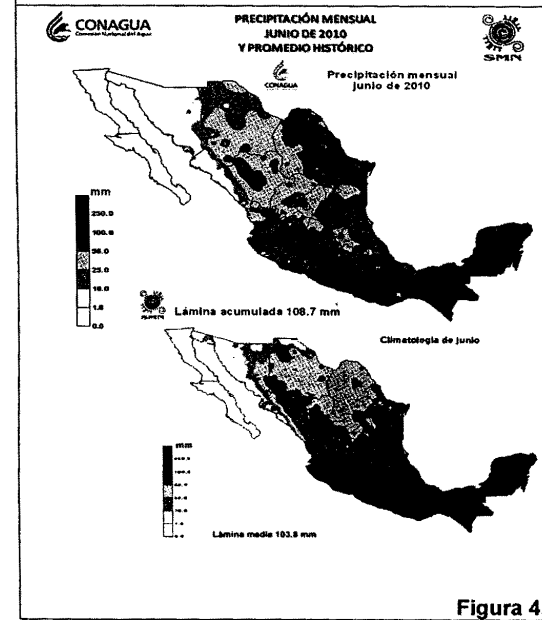 CONAGUA
Comisión Nacional del Agua
PRECIPITACIÓN MENSUAL
JUNIO DE 2010
Y PROMEDIO HISTÓRICO
SMN
CONAGUA
Precipitación mensual
junio de 2010
mm
250.0
100.0
50.0
25.0
10.0
1.0
0.0
Lámina acumulada 108.7 mm
Climatología de junio
mm
Lámina media 103.8 mm
Figura 4